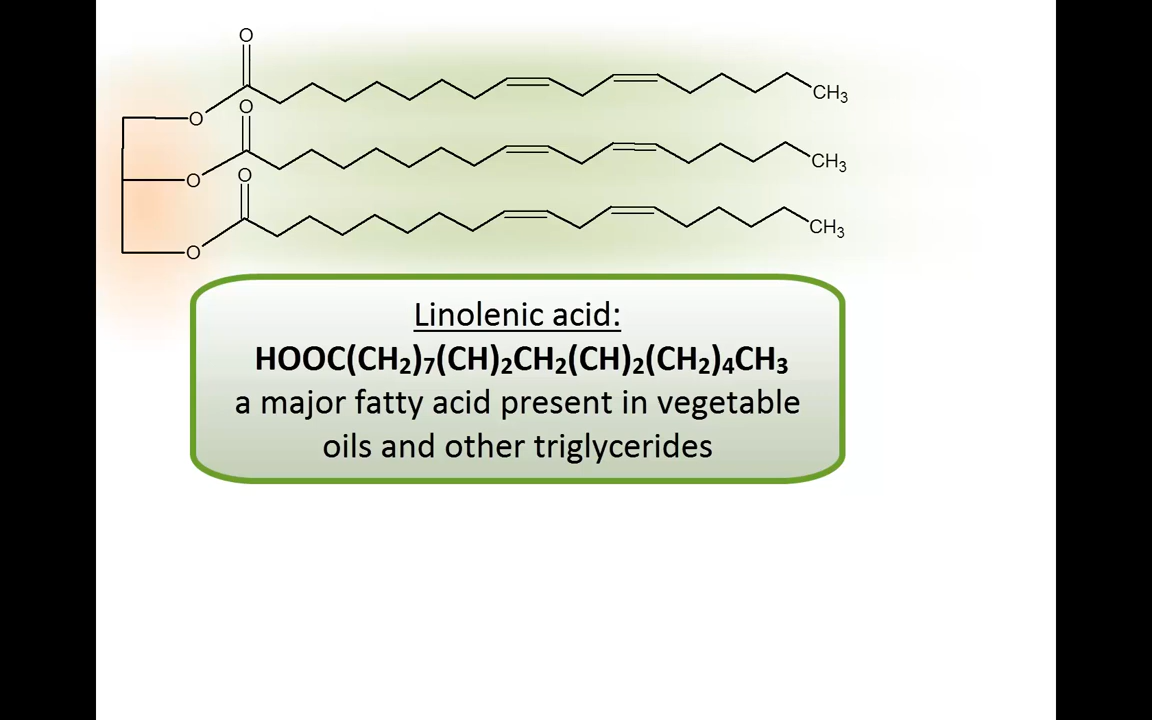 O
CH₃
O
O
CH₃
O
O
CH₃
O
Linolenic acid:
HOOC(CH₂)₇(CH)₂CH₂(CH)₂(CH₂)₄CH₃
a major fatty acid present in vegetable
oils and other triglycerides